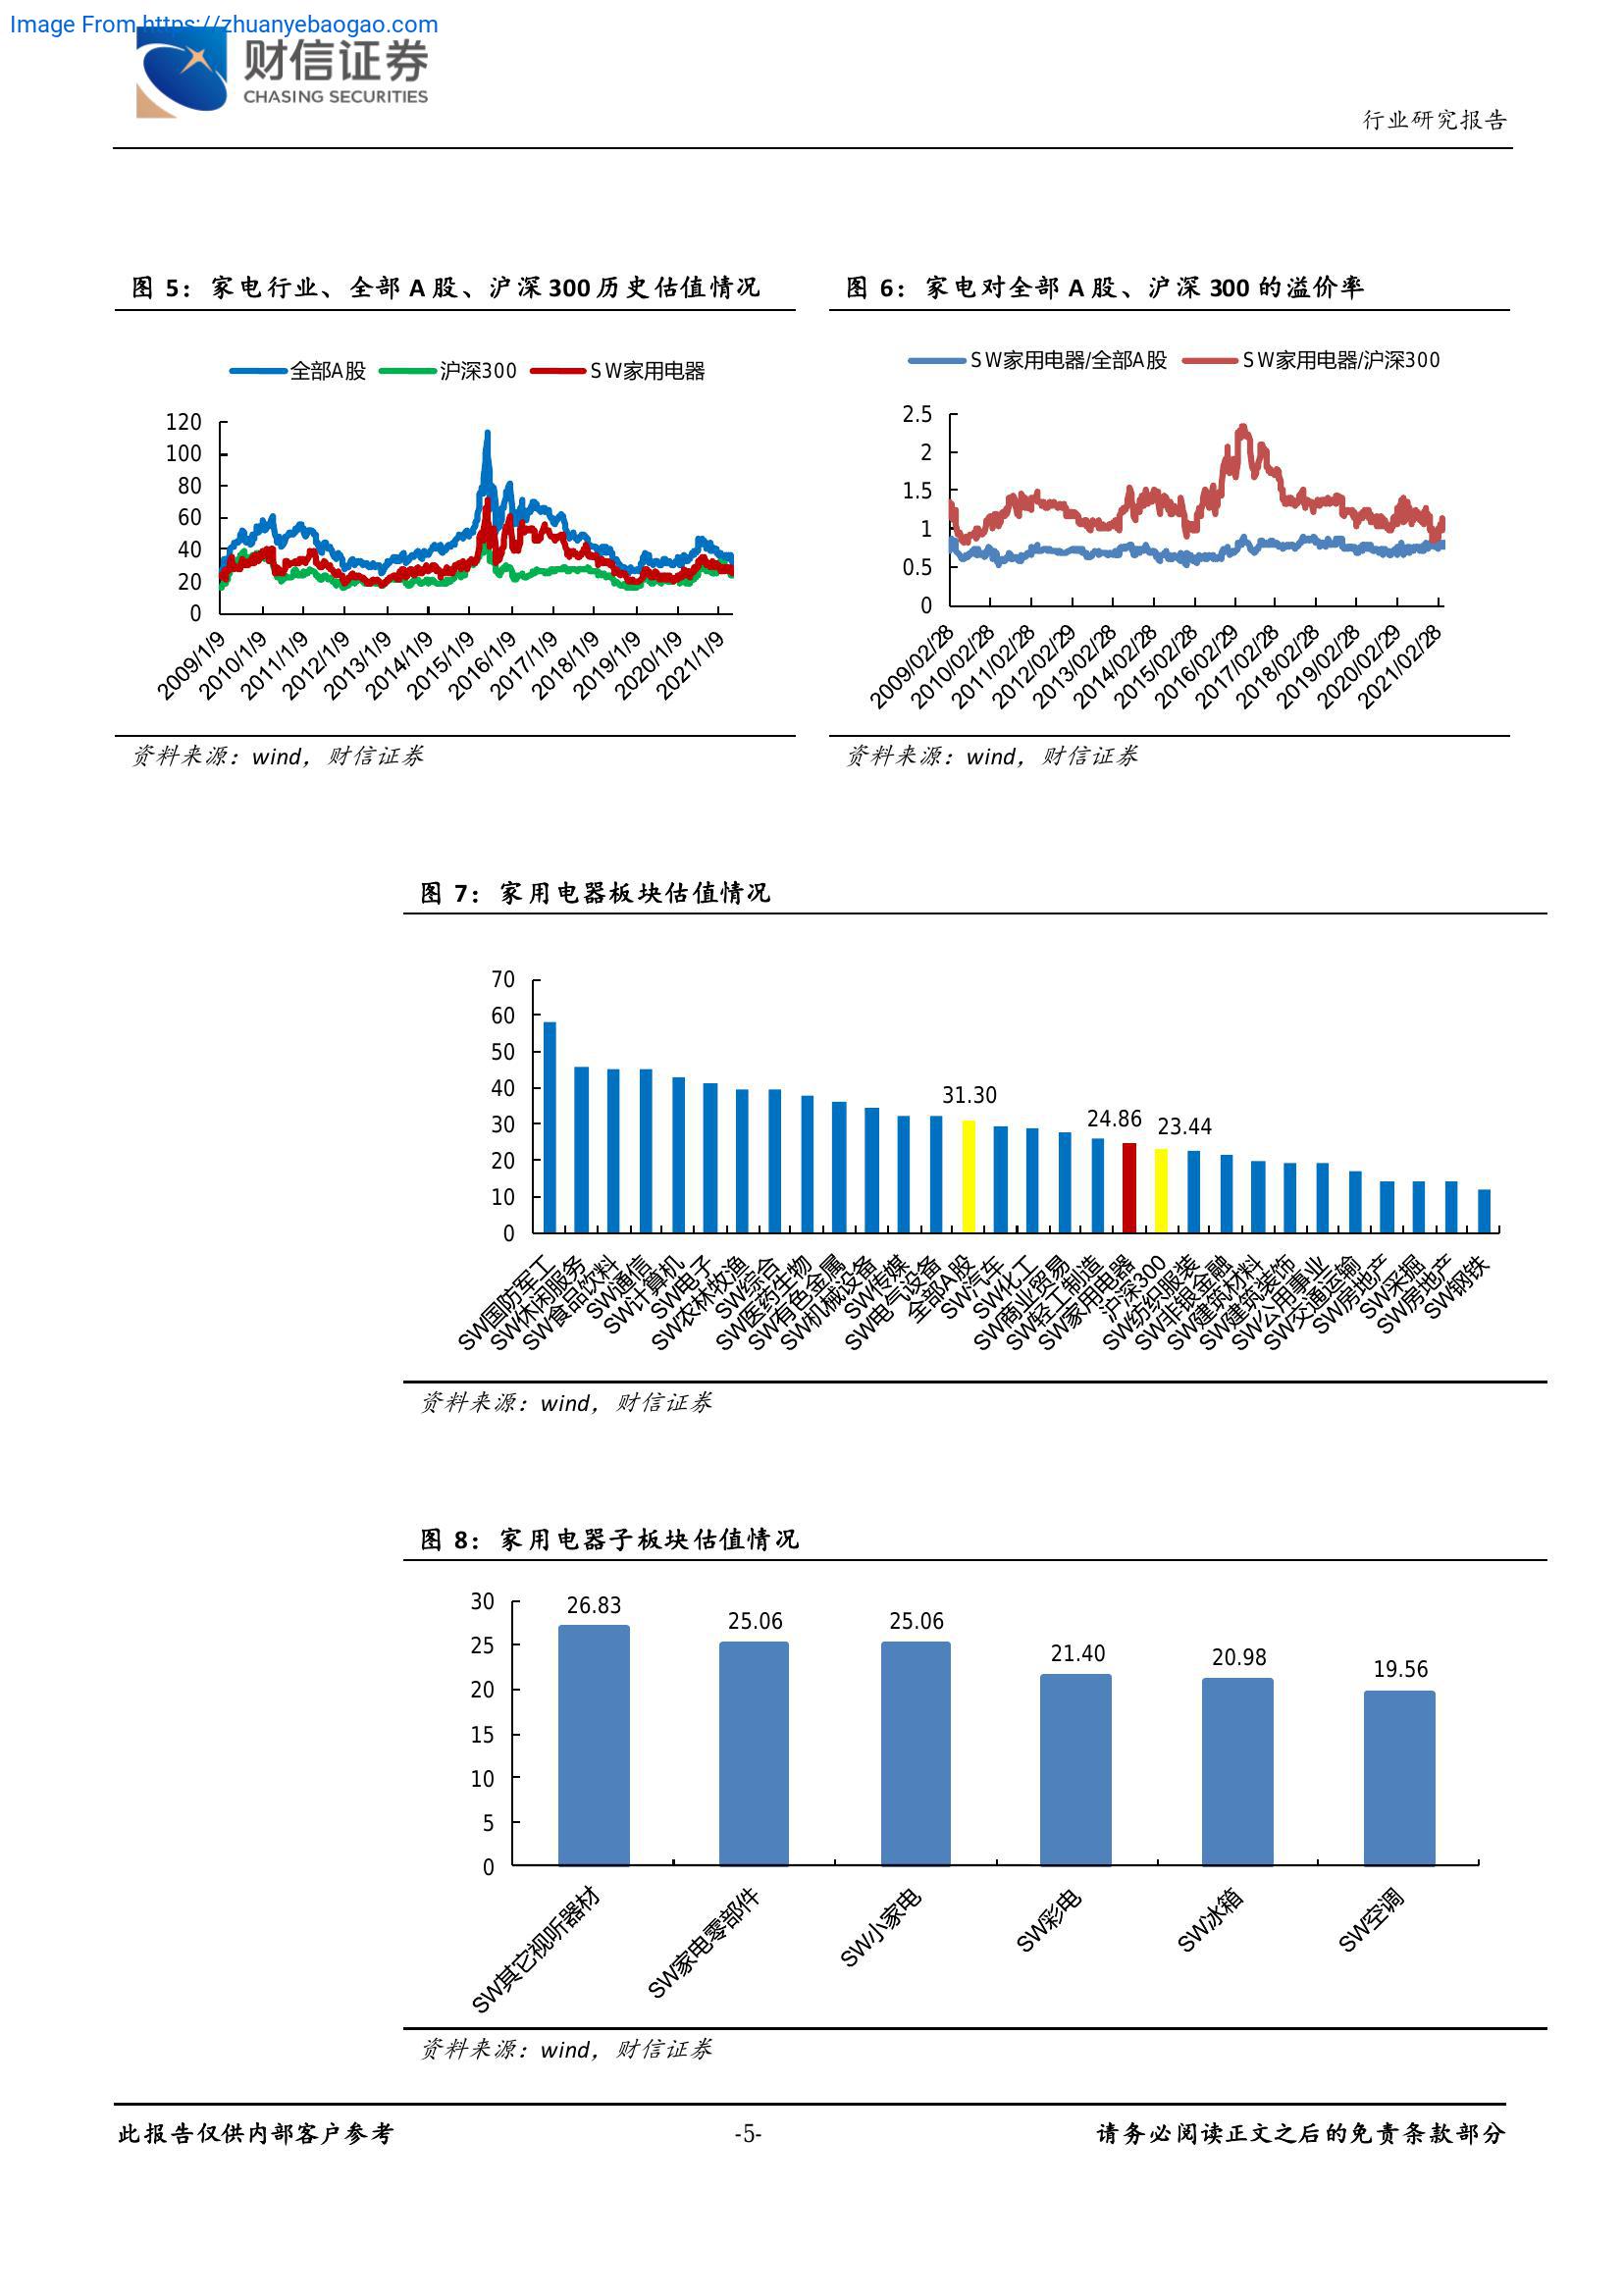 Image From https://zhuanyebaogao.com
财信证券
CHASING SECURITIES
行业研究报告
图 5：家电行业、全部 A 股、沪深 300 历史估值情况
全部A股 沪深300 SW家用电器
120
100
80
60
40
20
0
2009/1/9 2010/1/9 2011/1/9 2012/1/9 2013/1/9 2014/1/9 2015/1/9 2016/1/9 2017/1/9 2018/1/9 2019/1/9 2020/1/9 2021/1/9
资料来源：wind，财信证券
图 6：家电对全部 A 股、沪深 300 的溢价率
SW家用电器/全部A股 SW家用电器/沪深300
2.5
2
1.5
1
0.5
0
2009/02/28 2010/02/28 2011/02/28 2012/02/29 2013/02/28 2014/02/28 2015/02/28 2016/02/29 2017/02/28 2018/02/28 2019/02/28 2020/02/29 2021/02/28
资料来源：wind，财信证券
图 7：家用电器板块估值情况
70
60
50
40
30
20
10
0
31.30
24.86
23.44
SW国防军工 SW休闲服务 SW食品饮料 SW通信 SW计算机 SW电子 SW农林牧渔 SW综合 SW医药生物 SW有色金属 SW机械设备 SW传媒 SW电气设备 全部A股 SW汽车 SW化工 SW商业贸易 SW轻工制造 SW家用电器 沪深300 SW纺织服装 SW非银金融 SW建筑材料 SW建筑装饰 SW公用事业 SW交通运输 SW房地产 SW采掘 SW房地产 SW钢铁
资料来源：wind，财信证券
图 8：家用电器子板块估值情况
30
25
20
15
10
5
0
26.83 25.06 25.06 21.40 20.98 19.56
SW其它视听器材 SW家电零部件 SW小家电 SW彩电 SW冰箱 SW空调
资料来源：wind，财信证券
此报告仅供内部客户参考 -5- 请务必阅读正文之后的免责条款部分